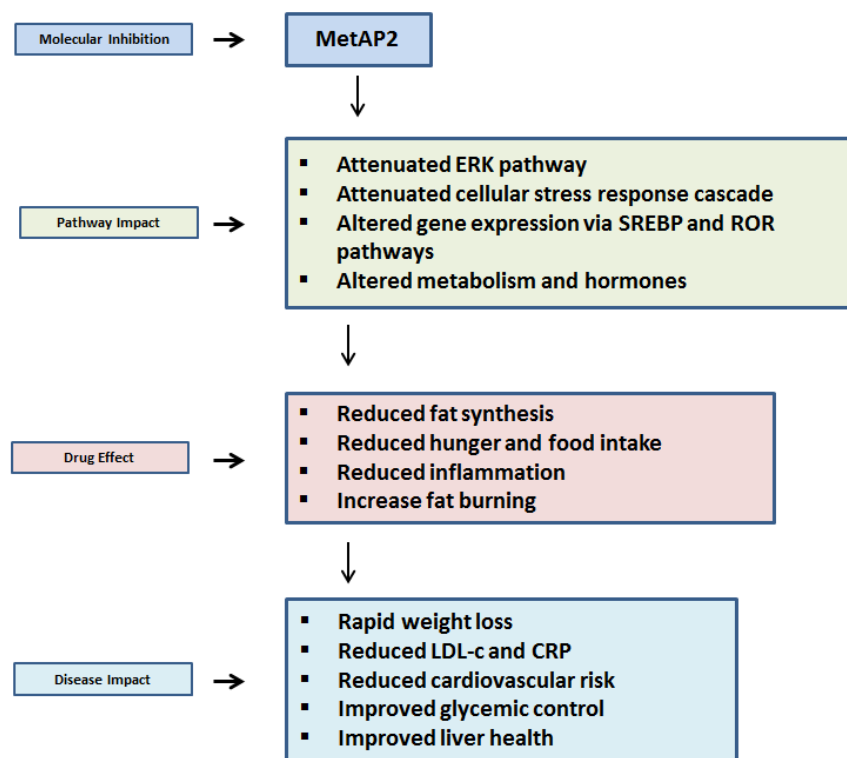 Molecular Inhibition
MetAP2
Pathway Impact
▪ Attenuated ERK pathway
▪ Attenuated cellular stress response cascade
▪ Altered gene expression via SREBP and ROR
pathways
▪ Altered metabolism and hormones
Drug Effect
▪ Reduced fat synthesis
▪ Reduced hunger and food intake
▪ Reduced inflammation
▪ Increase fat burning
Disease Impact
▪ Rapid weight loss
▪ Reduced LDL-c and CRP
▪ Reduced cardiovascular risk
▪ Improved glycemic control
▪ Improved liver health